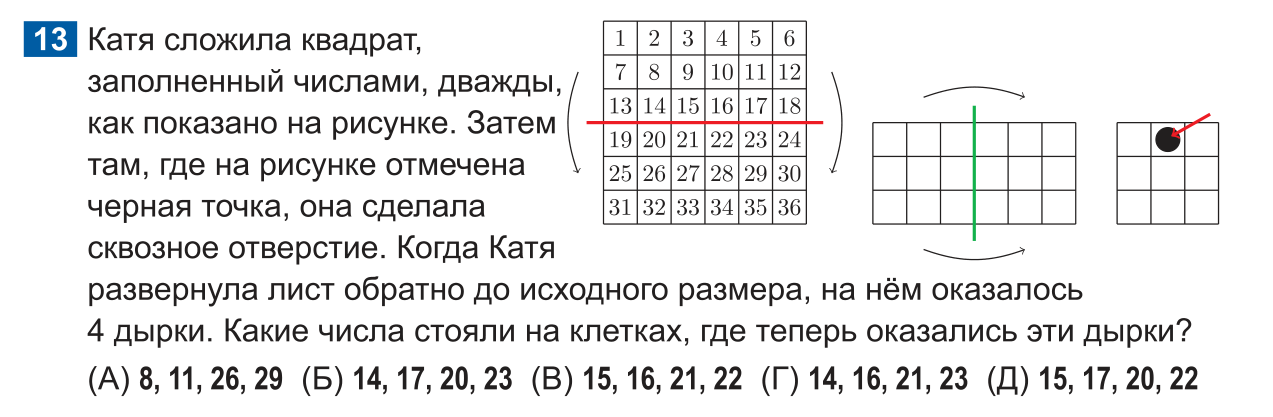 13 Катя сложила квадрат,
заполненный числами, дважды,
как показано на рисунке. Затем
там, где на рисунке отмечена
черная точка, она сделала
сквозное отверстие. Когда Катя
развернула лист обратно до исходного размера, на нём оказалось
4 дырки. Какие числа стояли на клетках, где теперь оказались эти дырки?
1 2 3 4 5 6
7 8 9 10 11 12
13 14 15 16 17 18
19 20 21 22 23 24
25 26 27 28 29 30
31 32 33 34 35 36
(А) 8, 11, 26, 29 (Б) 14, 17, 20, 23 (В) 15, 16, 21, 22 (Г) 14, 16, 21, 23 (Д) 15, 17, 20, 22